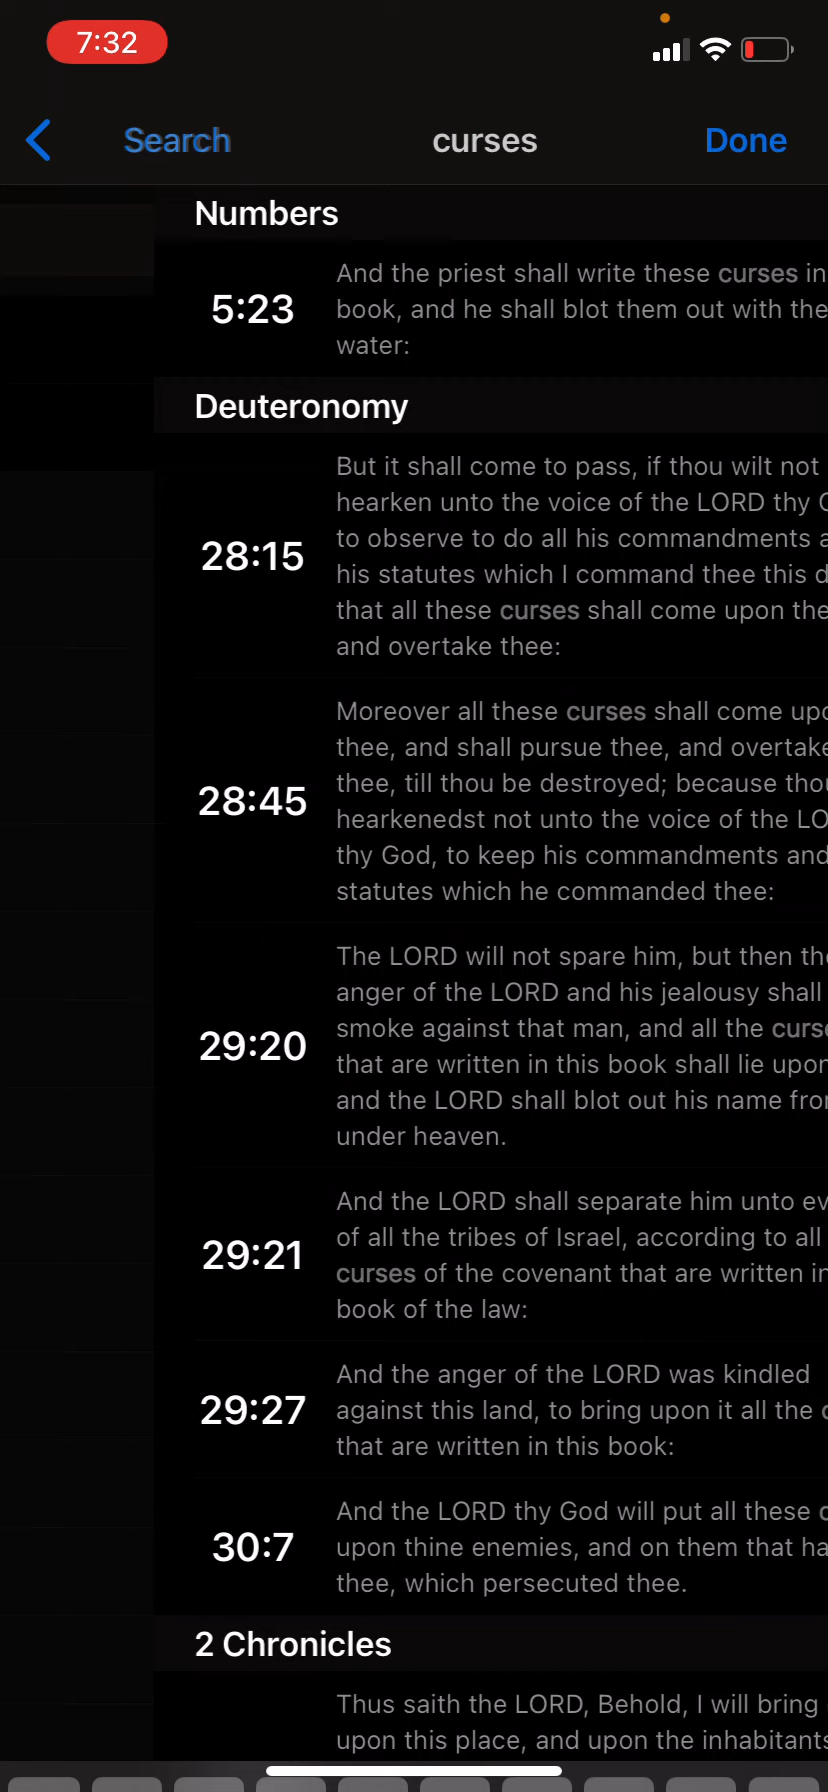 7:32
Search curses Done
Numbers
5:23
And the priest shall write these curses in
book, and he shall blot them out with the
water:
Deuteronomy
28:15
But it shall come to pass, if thou wilt not
hearken unto the voice of the LORD thy
to observe to do all his commandments
his statutes which I command thee this
that all these curses shall come upon
and overtake thee:
28:45
Moreover all these curses shall come
thee, and shall pursue thee, and overtake
thee, till thou be destroyed; because
hearkenedst not unto the voice of the
thy God, to keep his commandments and
statutes which he commanded thee:
29:20
The LORD will not spare him, but then
anger of the LORD and his jealousy shall
smoke against that man, and all the
that are written in this book shall lie upon
and the LORD shall blot out his name
under heaven.
29:21
And the LORD shall separate him unto
of all the tribes of Israel, according to all
curses of the covenant that are written in
book of the law:
29:27
And the anger of the LORD was kindled
against this land, to bring upon it all the
that are written in this book:
30:7
And the LORD thy God will put all these
upon thine enemies, and on them that
thee, which persecuted thee.
2 Chronicles
Thus saith the LORD, Behold, I will bring
upon this place, and upon the inhabitants